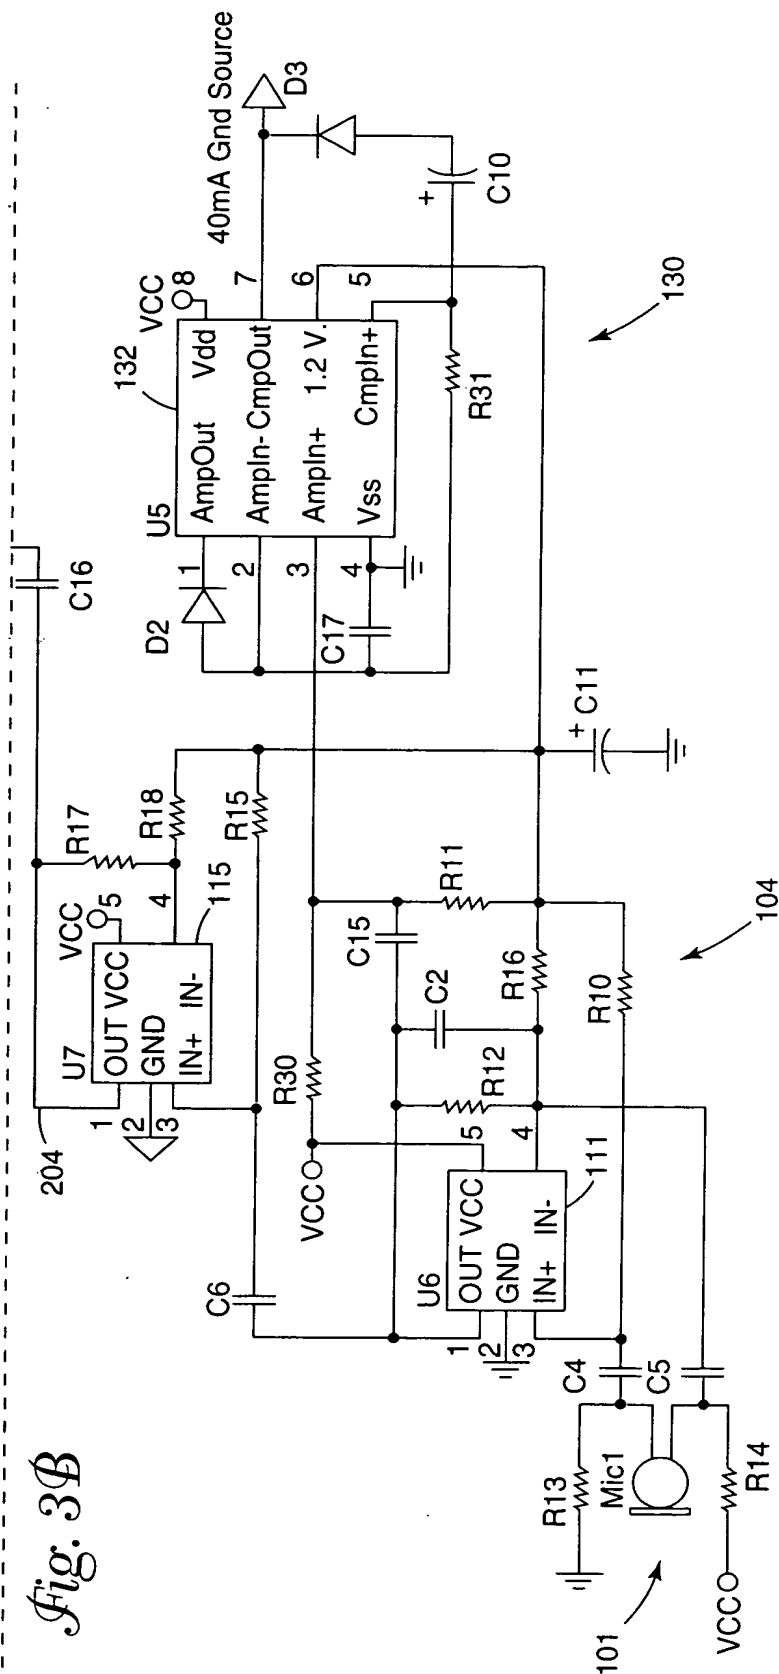 Fig. 3B
204
C16
R17
VCC
5
U7
OUT VCC
GND
IN+ IN-
1
2
3
4
115
R18
R15
C6
132
VCC
8
U5
AmpOut Vdd
AmpIn- CmpOut
AmpIn+ 1.2 V.
Vss CmpIn+
1
2
3
4
7
6
5
D2
C17
40mA Gnd Source
D3
+
C10
R31
130
VCC
R30
C15
R11
C2
R12
R16
R10
+
C11
104
U6
OUT VCC
GND
IN+ IN-
1
2
3
5
4
111
C4
C5
R13
Mic1
R14
VCC
101